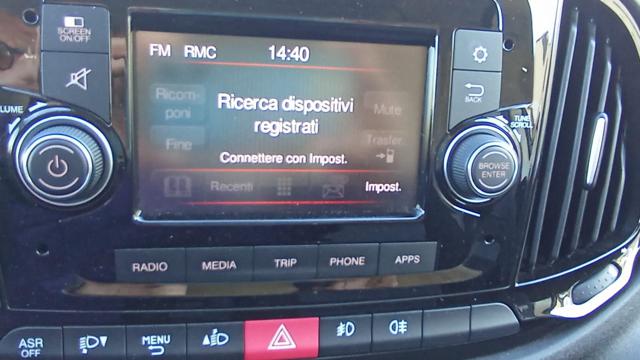 SCREEN
ON/OFF
FM RMC 14:40
Ricom-
poni
Ricerca dispositivi
registrati
Mute
Fine
Trasfer.
Connettere con Impost.
Recenti
Impost.
BACK
VOLUME
TUNE
SCROLL
BROWSE
ENTER
RADIO
MEDIA
TRIP
PHONE
APPS
ASR
OFF
MENU